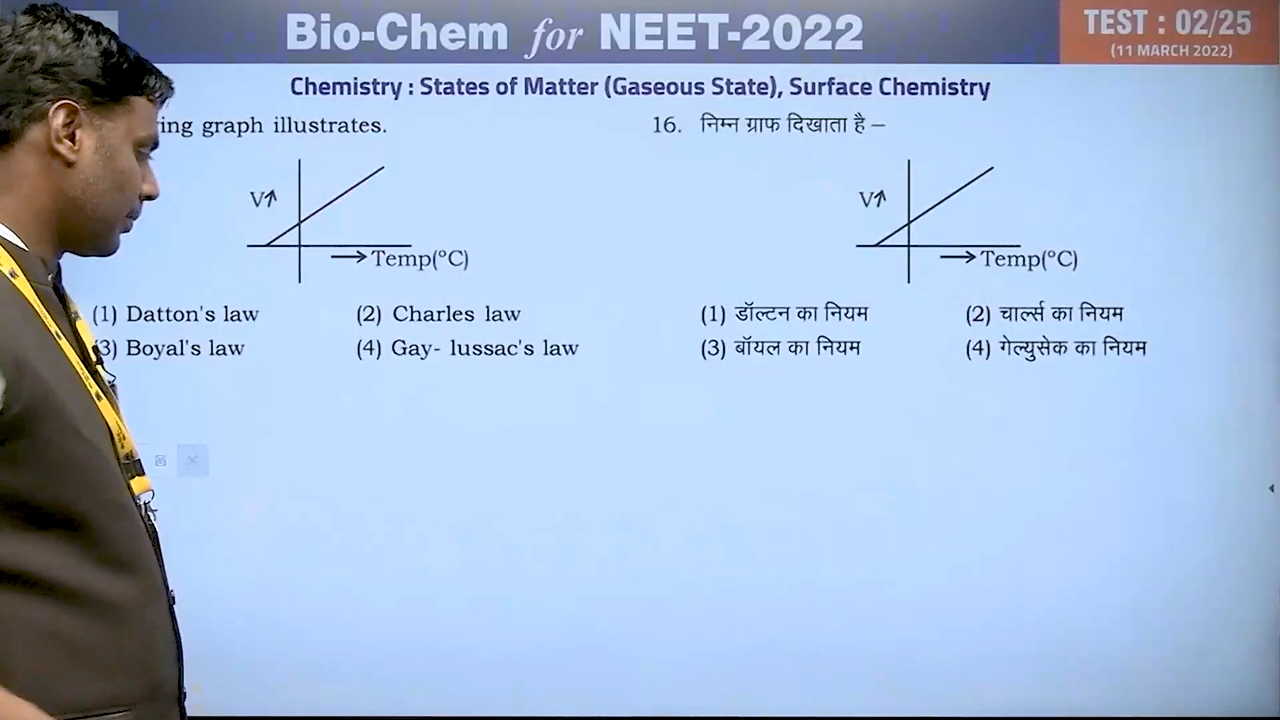 Bio-Chem for NEET-2022
TEST : 02/25
(11 MARCH 2022)
Chemistry : States of Matter (Gaseous State), Surface Chemistry
graph illustrates.
V↑
→ Temp(°C)
(1) Datton's law (2) Charles law
3) Boyal's law (4) Gay- lussac's law
16. निम्न ग्राफ दिखाता है –
V↑
→ Temp(°C)
(1) डॉल्टन का नियम (2) चार्ल्स का नियम
(3) बॉयल का नियम (4) गेल्युसेक का नियम